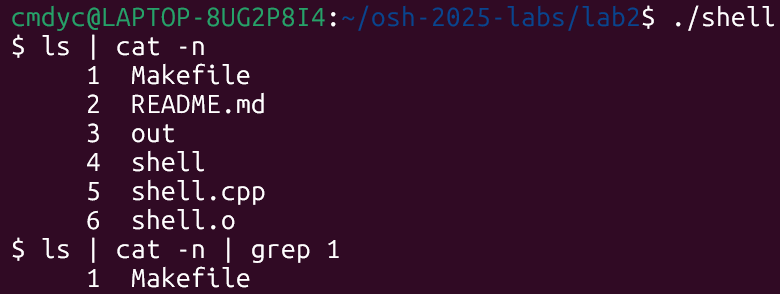 cmdyc@LAPTOP-8UG2P8I4:~/osh-2025-labs/lab2$ ./shell
$ ls | cat -n
     1  Makefile
     2  README.md
     3  out
     4  shell
     5  shell.cpp
     6  shell.o
$ ls | cat -n | grep 1
     1  Makefile